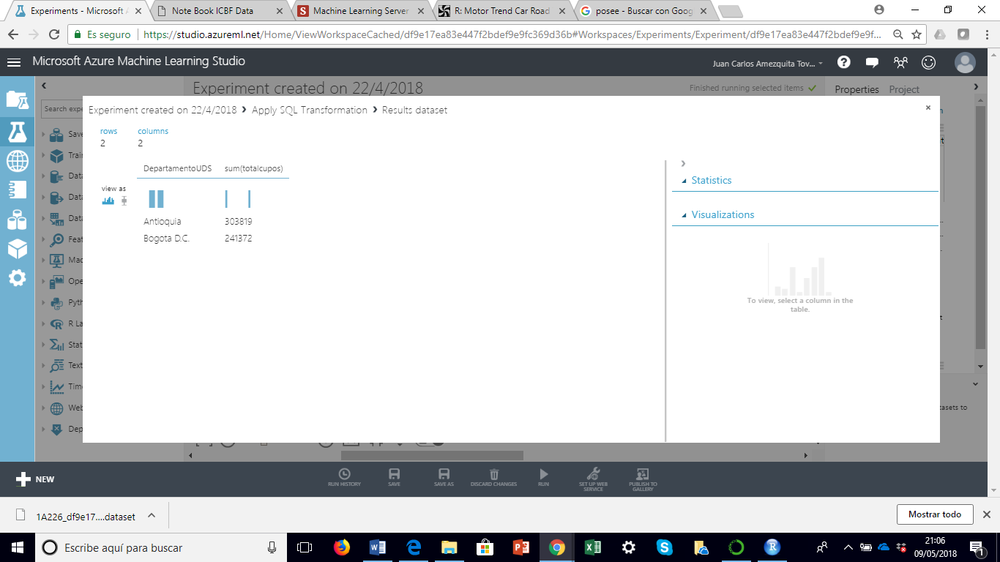 Experiments - Microsoft A
Note Book ICBF Data
Machine Learning Server
R: Motor Trend Car Road
posee - Buscar con Goog
Es seguro
https://studio.azureml.net/Home/ViewWorkspaceCached/df9e17ea83e447f2bdef9e9fc369d36b#Workspaces/Experiments/Experiment/df9e17ea83e447f2bdef9e9f...
Microsoft Azure Machine Learning Studio
Juan Carlos Amezquita Tov...
Experiment created on 22/4/2018
Finished running selected items
Properties Project
Search expe
Experiment created on 22/4/2018 > Apply SQL Transformation > Results dataset
rows columns
2 2
DepartamentoUDS sum(totalcupos)
view as
Antioquia 303819
Bogota D.C. 241372
Statistics
Visualizations
To view, select a column in the
table.
Save
Train
Data
Data
Data
Feat
Mac
Ope
Pyth
R La
Stat
Text
Time
Web
Dep
asets to
NEW
RUN HISTORY
SAVE
SAVE AS
DISCARD CHANGES
RUN
SET UP WEB
SERVICE
PUBLISH TO
GALLERY
1A226_df9e17....dataset
Mostrar todo
Escribe aquí para buscar
21:06
09/05/2018
1